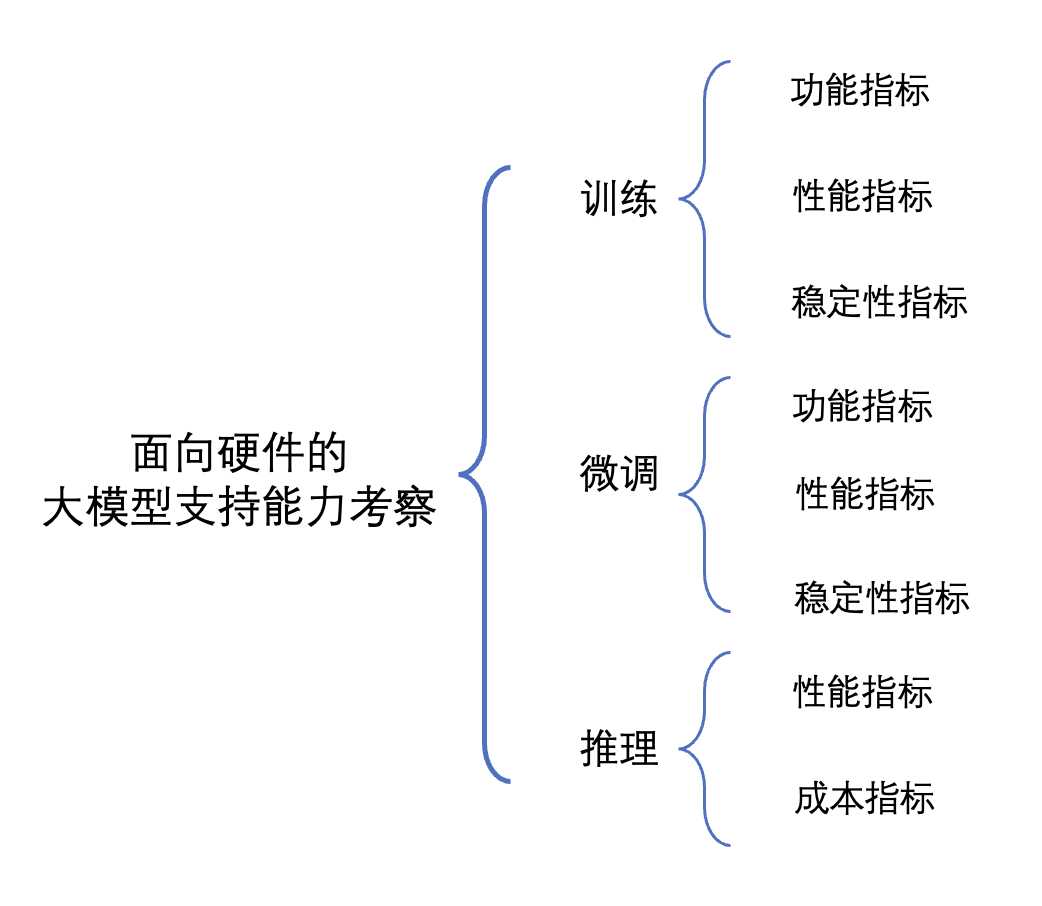 面向硬件的
大模型支持能力考察
训练
功能指标
性能指标
稳定性指标
微调
功能指标
性能指标
稳定性指标
推理
性能指标
成本指标